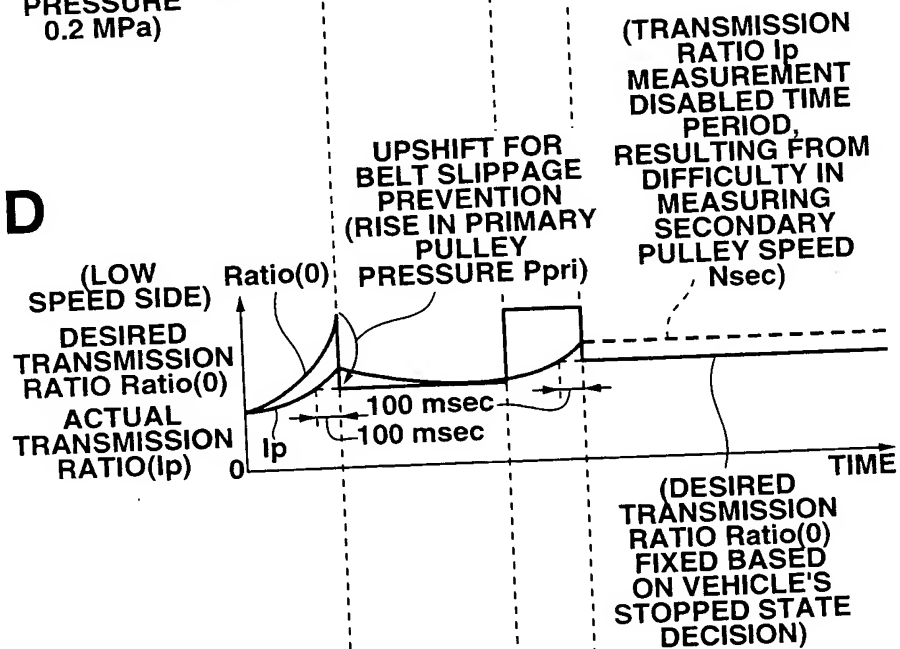 PRESSURE
0.2 MPa)
(TRANSMISSION
RATIO Ip
MEASUREMENT
DISABLED TIME
PERIOD,
RESULTING FROM
DIFFICULTY IN
MEASURING
SECONDARY
PULLEY SPEED
Nsec)
UPSHIFT FOR
BELT SLIPPAGE
PREVENTION
(RISE IN PRIMARY
PULLEY
PRESSURE Ppri)
D
(LOW
SPEED SIDE)
Ratio(0)
DESIRED
TRANSMISSION
RATIO Ratio(0)
ACTUAL
TRANSMISSION
RATIO(Ip)
0
Ip
100 msec
100 msec
TIME
(DESIRED
TRANSMISSION
RATIO Ratio(0)
FIXED BASED
ON VEHICLE'S
STOPPED STATE
DECISION)